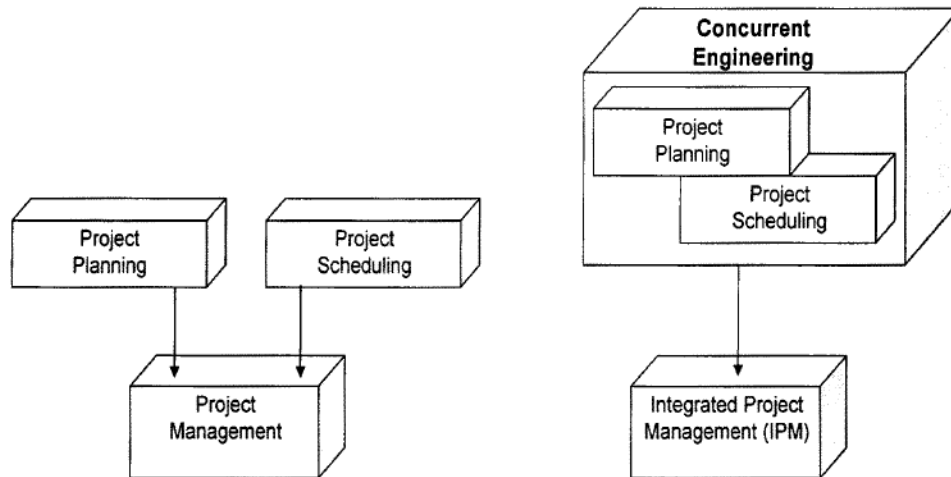 Concurrent
Engineering
Project
Planning
Project
Scheduling
Project
Planning
Project
Scheduling
Project
Management
Integrated Project
Management (IPM)